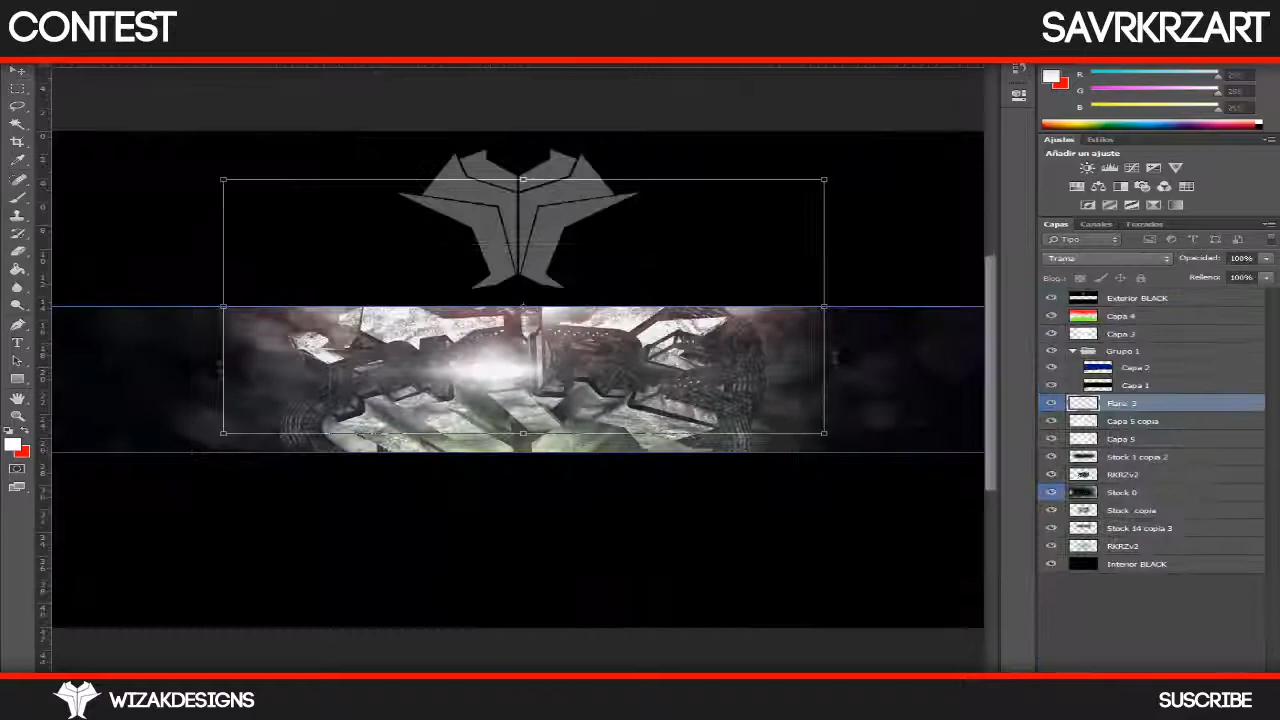 CONTEST
SAVRKRZART
R
G
B
Ajustes Estilos
Añadir un ajuste
Capas Canales Trazados
Tipo
Trama Opacidad: 100%
Bloq.: Relleno: 100%
Exterior BLACK
Capa 4
Capa 3
Grupo 1
Capa 2
Capa 1
Flare 3
Capa 5 copia
Capa 5
Stock 1 copia 2
RKRZv2
Stock 0
Stock copia
Stock 14 copia 3
RKRZv2
Interior BLACK
WIZAKDESIGNS
SUSCRIBE